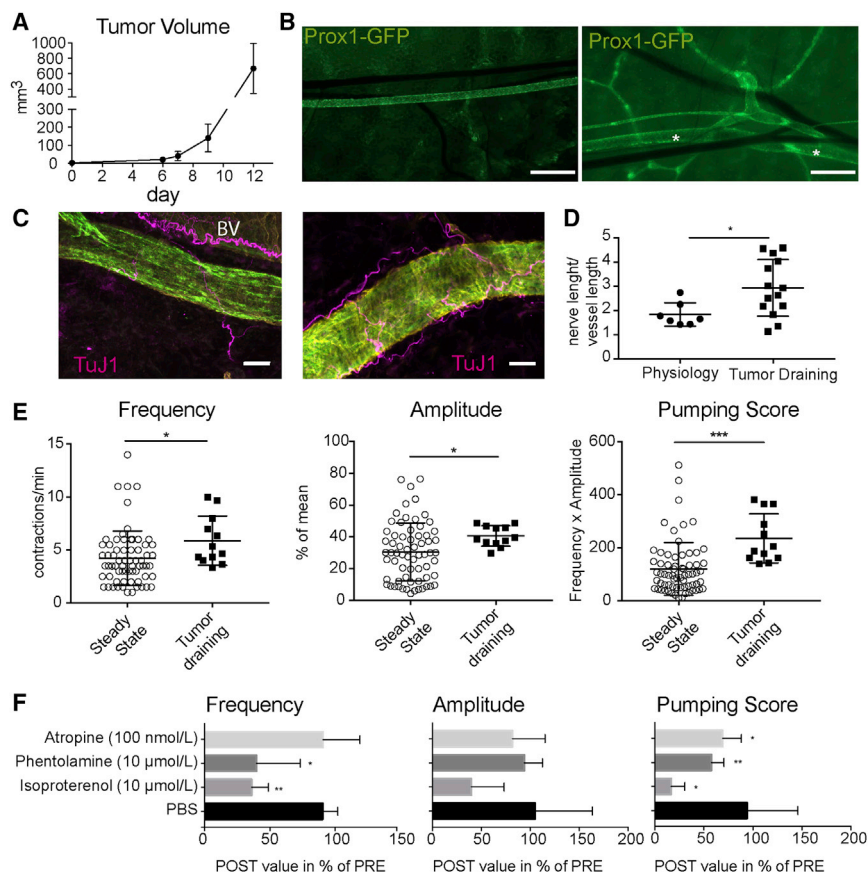 A
Tumor Volume
mm3
1000
800
600
400
200
100
0
0 2 4 6 8 10 12
day
B
Prox1-GFP
Prox1-GFP
*
*
C
BV
TuJ1
TuJ1
D
*
nerve lenght/
vessel length
5
4
3
2
1
0
Physiology
Tumor Draining
E
Frequency
*
contractions/min
15
10
5
0
Steady
State
Tumor
draining
Amplitude
*
% of mean
100
80
60
40
20
0
Steady
State
Tumor
draining
Pumping Score
***
Frequency x Amplitude
600
400
200
0
Steady
State
Tumor
draining
F
Frequency
Amplitude
Pumping Score
Atropine (100 nmol/L)
*
Phentolamine (10 µmol/L)
*
**
Isoproterenol (10 µmol/L)
**
*
PBS
0 50 100 150
0 50 100 150 200
0 50 100 150 200
POST value in % of PRE
POST value in % of PRE
POST value in % of PRE